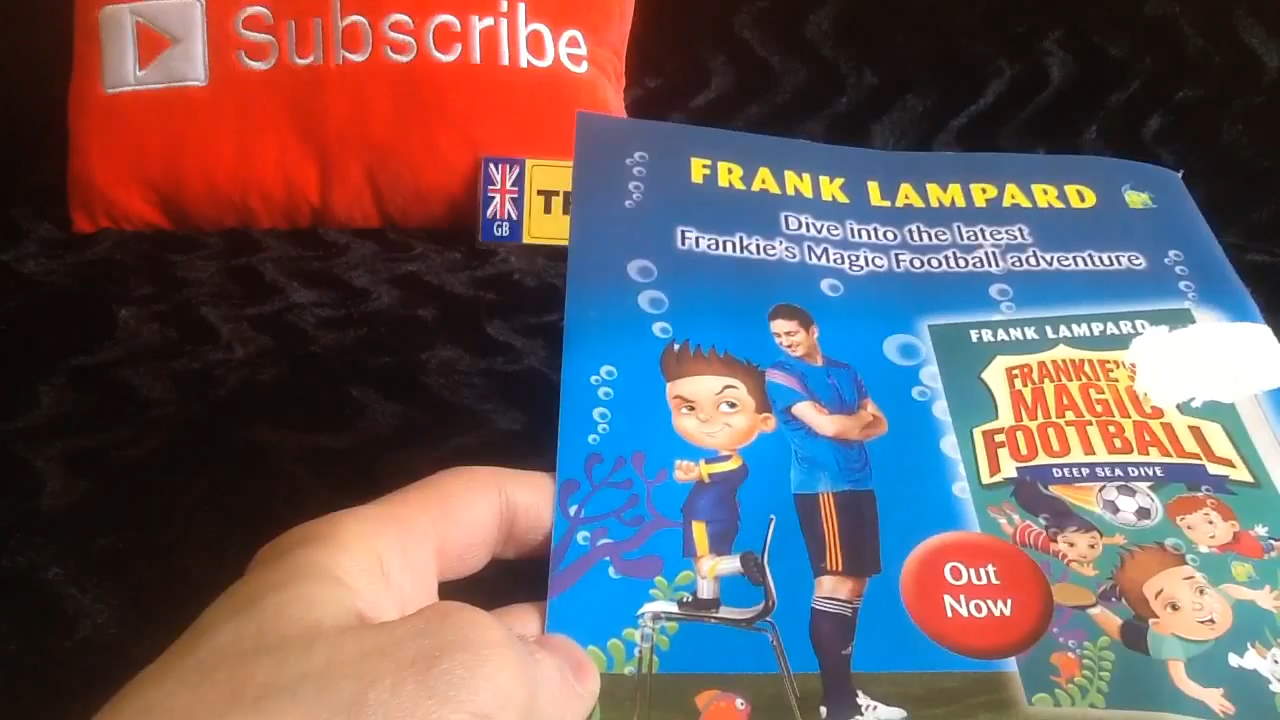 Subscribe
GB
FRANK LAMPARD
Dive into the latest
Frankie's Magic Football adventure
FRANK LAMPARD
FRANKIE'S
MAGIC
FOOTBALL
DEEP SEA DIVE
Out
Now